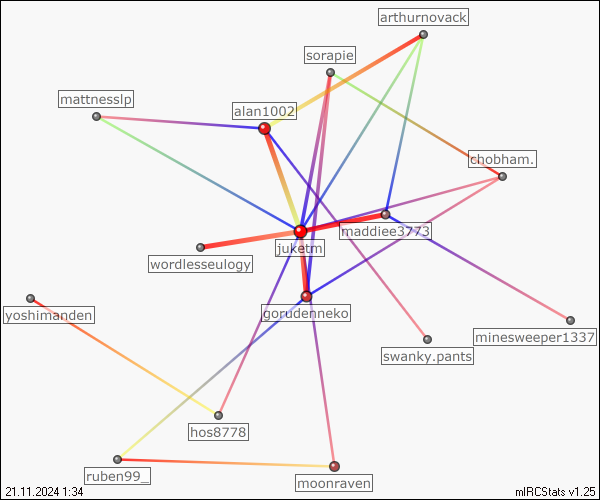 arthurnovack
sorapie
mattnesslp
alan1002
chobham.
maddiee3773
juketm
wordlesseulogy
gorudenneko
yoshimanden
minesweeper1337
swanky.pants
hos8778
ruben99_
moonraven
21.11.2024 1:34
mIRCStats v1.25